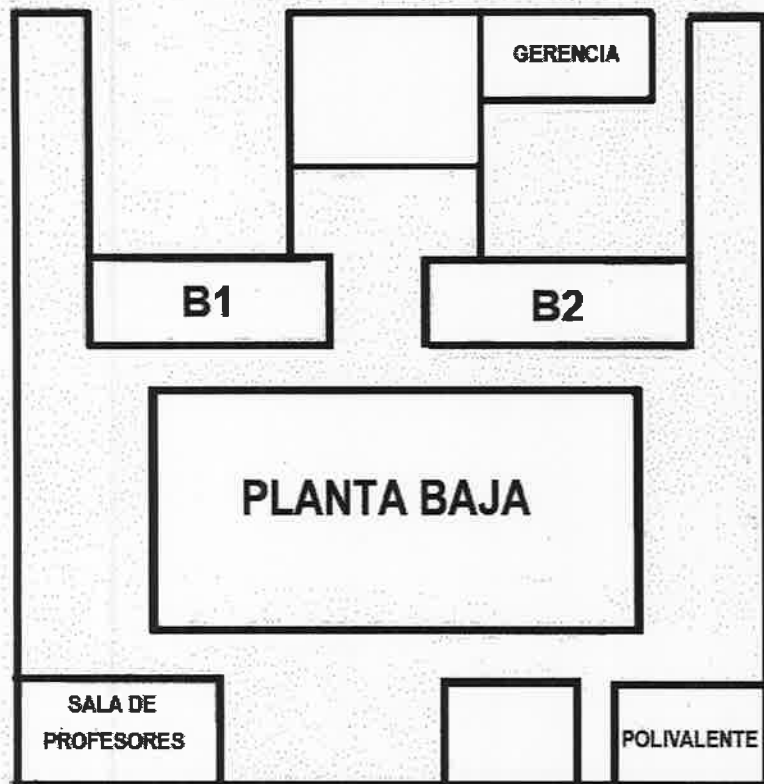 GERENCIA
B1
B2
PLANTA BAJA
SALA DE
PROFESORES
POLIVALENTE